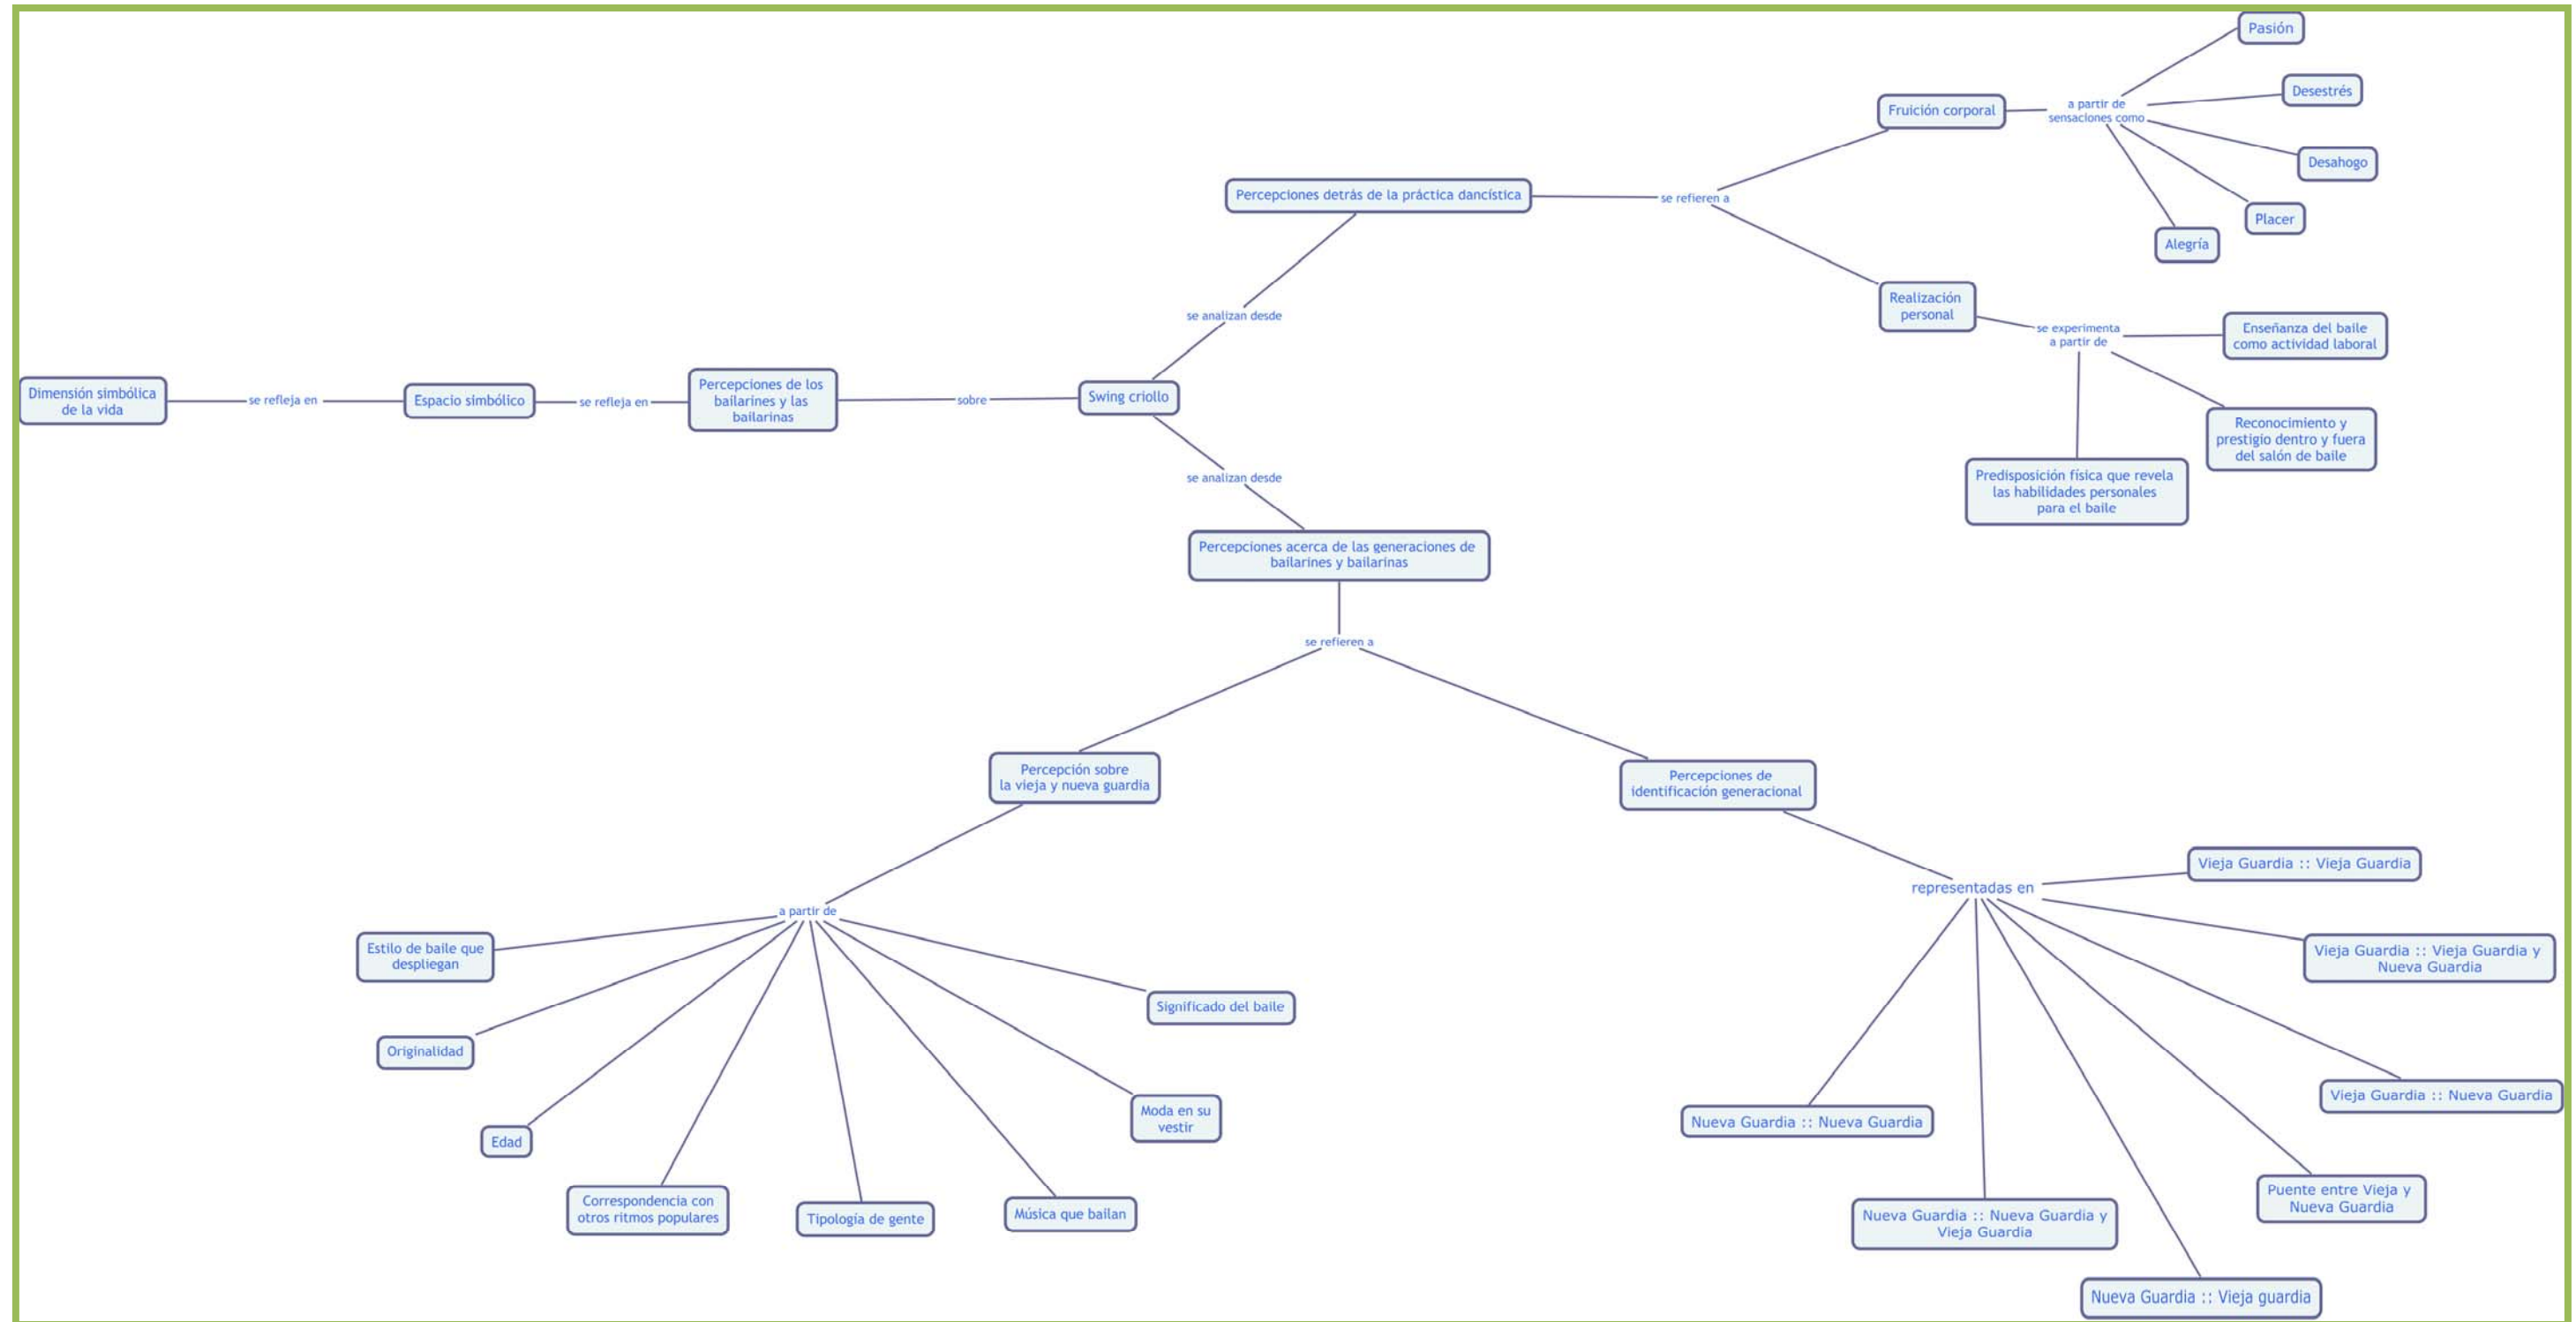 Pasión
Desestrés
Fruición corporal
a partir de
sensaciones como
Desahogo
Placer
Alegría
Percepciones detrás de la práctica dancística
se refieren a
Realización
personal
se experimenta
a partir de
Enseñanza del baile
como actividad laboral
Reconocimiento y
prestigio dentro y fuera
del salón de baile
Predisposición física que revela
las habilidades personales
para el baile
se analizan desde
Dimensión simbólica
de la vida
se refleja en
Espacio simbólico
se refleja en
Percepciones de los
bailarines y las
bailarinas
sobre
Swing criollo
se analizan desde
Percepciones acerca de las generaciones de
bailarines y bailarinas
se refieren a
Percepción sobre
la vieja y nueva guardia
Percepciones de
identificación generacional
a partir de
Estilo de baile que
despliegan
Originalidad
Edad
Correspondencia con
otros ritmos populares
Tipología de gente
Música que bailan
Moda en su
vestir
Significado del baile
representadas en
Vieja Guardia :: Vieja Guardia
Vieja Guardia :: Vieja Guardia y
Nueva Guardia
Vieja Guardia :: Nueva Guardia
Puente entre Vieja y
Nueva Guardia
Nueva Guardia :: Nueva Guardia
Nueva Guardia :: Nueva Guardia y
Vieja Guardia
Nueva Guardia :: Vieja guardia